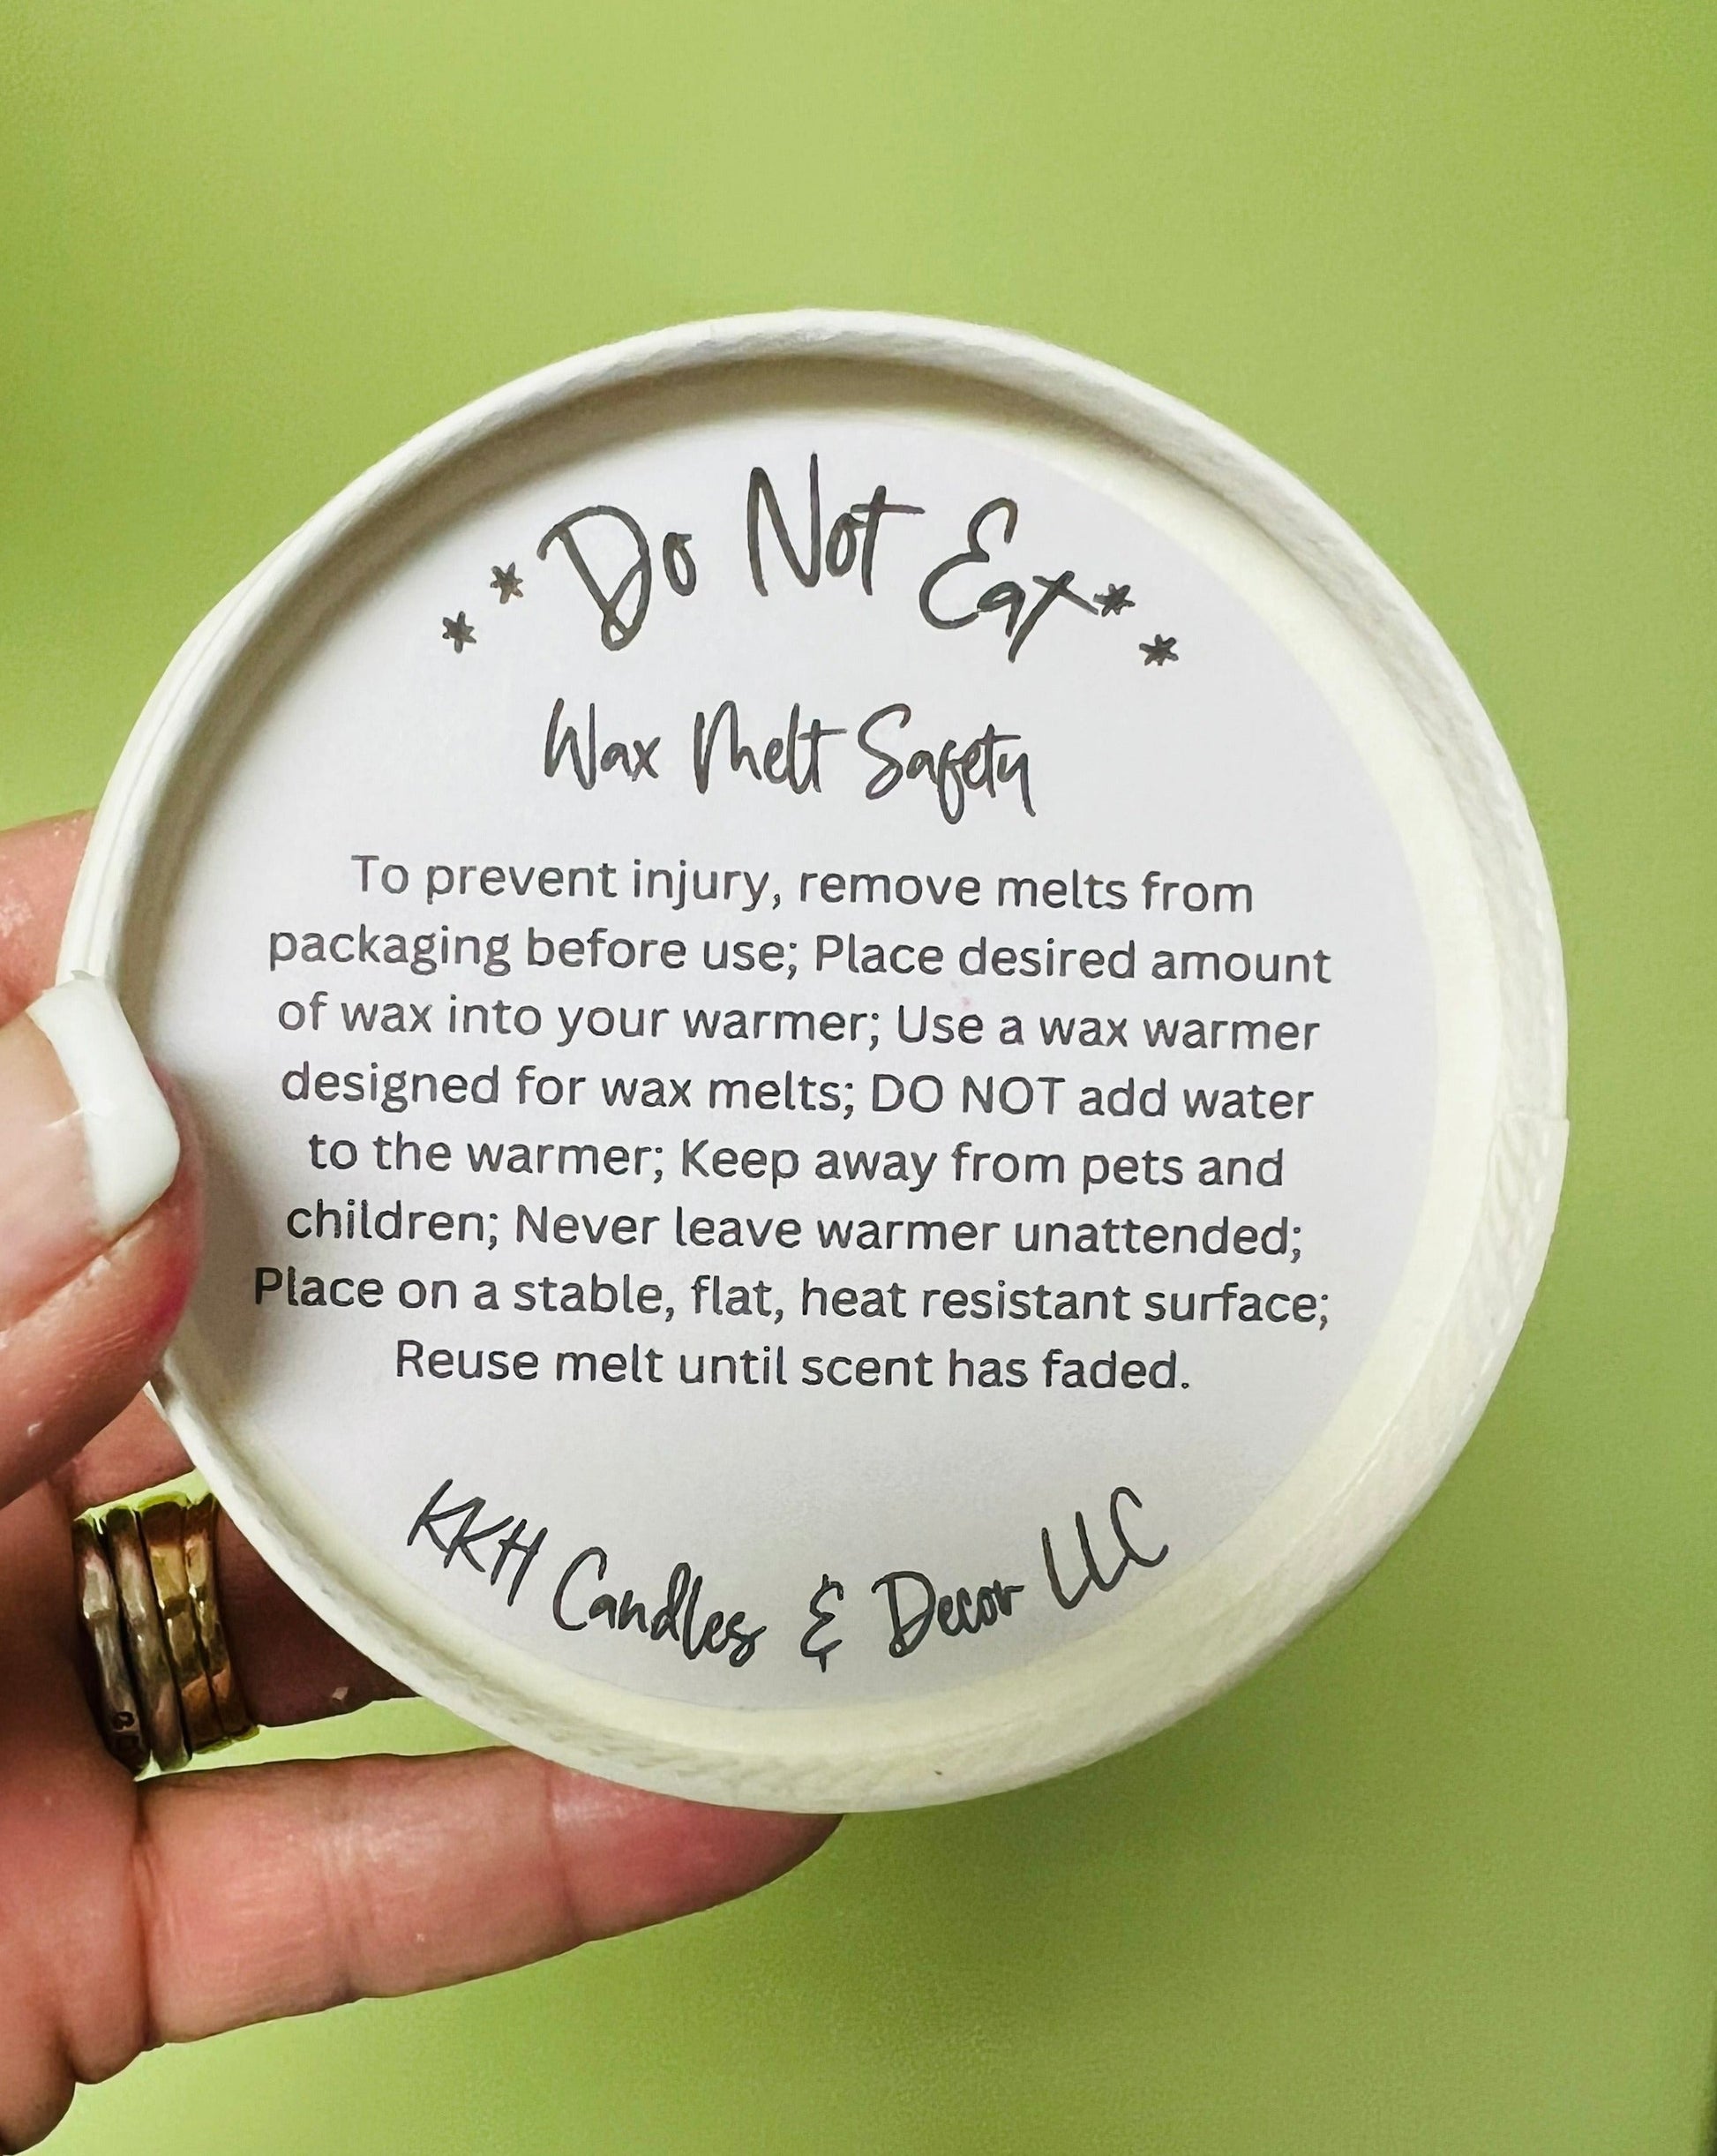 **Do Not Eat**
Wax Melt Safety
To prevent injury, remove melts from
packaging before use; Place desired amount
of wax into your warmer; Use a wax warmer
designed for wax melts; DO NOT add water
to the warmer; Keep away from pets and
children; Never leave warmer unattended;
Place on a stable, flat, heat resistant surface;
Reuse melt until scent has faded.
KKH Candles & Decor LLC